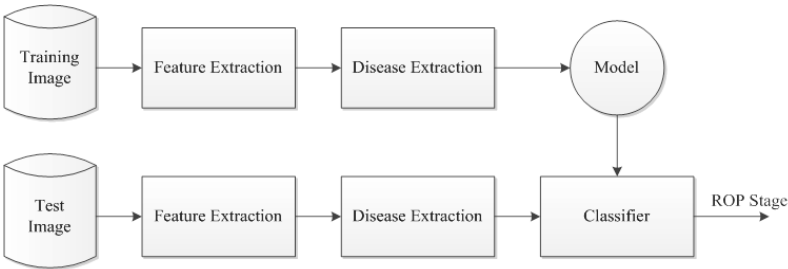 Training
Image
Feature Extraction
Disease Extraction
Model
Test
Image
Feature Extraction
Disease Extraction
Classifier
ROP Stage